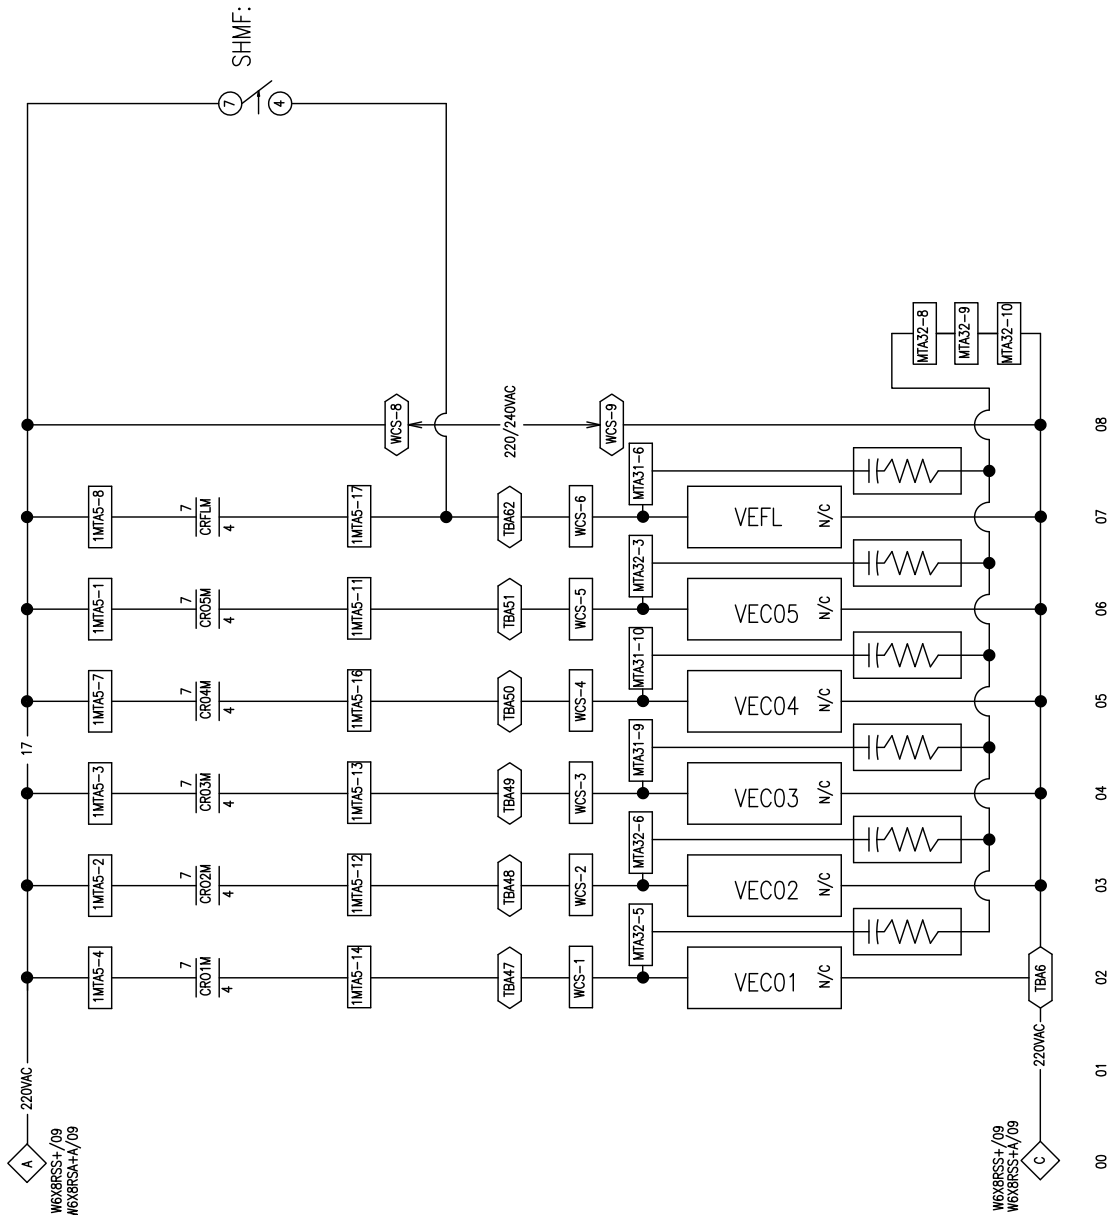 A 220VAC 17
W6X8RSS+/09
W6X8RSA+A/09
1MTA5-4 1MTA5-2 1MTA5-3 1MTA5-7 1MTA5-1 1MTA5-8
7 7 7 7 7 7
CR01M CR02M CR03M CR04M CR05M CRFLM
4 4 4 4 4 4
7
SHMF:
4
1MTA5-14 1MTA5-12 1MTA5-13 1MTA5-16 1MTA5-11 1MTA5-17
WCS-8
TBA47 TBA48 TBA49 TBA50 TBA51 TBA62
220/240VAC
WCS-1 WCS-2 WCS-3 WCS-4 WCS-5 WCS-6
WCS-9
MTA32-5 MTA32-6 MTA31-9 MTA31-10 MTA32-3 MTA31-6
VEC01 VEC02 VEC03 VEC04 VEC05 VEFL
N/C N/C N/C N/C N/C N/C
MTA32-8
MTA32-9
MTA32-10
W6X8RSS+/09
W6X8RSS+A/09
C 220VAC TBA6
00 01 02 03 04 05 06 07 08